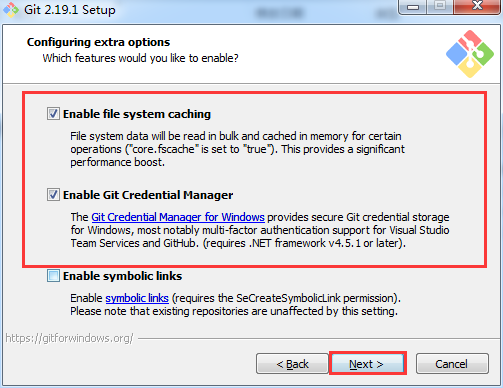 Git 2.19.1 Setup
Configuring extra options
Which features would you like to enable?
Enable file system caching
File system data will be read in bulk and cached in memory for certain
operations ("core.fscache" is set to "true"). This provides a significant
performance boost.
Enable Git Credential Manager
The Git Credential Manager for Windows provides secure Git credential storage
for Windows, most notably multi-factor authentication support for Visual Studio
Team Services and GitHub. (requires .NET framework v4.5.1 or later).
Enable symbolic links
Enable symbolic links (requires the SeCreateSymbolicLink permission).
Please note that existing repositories are unaffected by this setting.
https://gitforwindows.org/
< Back
Next >
Cancel